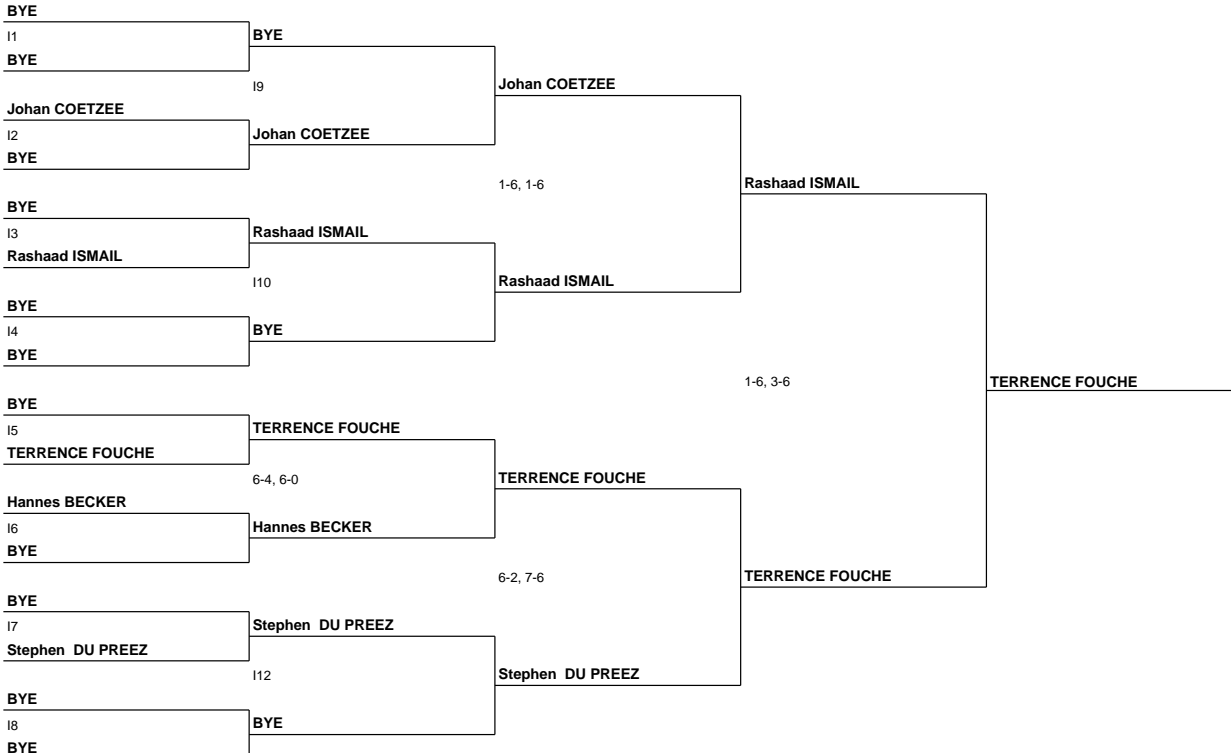 BYE
I1
BYE
BYE
I9
Johan COETZEE
Johan COETZEE
I2
Johan COETZEE
BYE
1-6, 1-6
Rashaad ISMAIL
BYE
I3
Rashaad ISMAIL
Rashaad ISMAIL
I10
Rashaad ISMAIL
BYE
I4
BYE
BYE
1-6, 3-6
TERRENCE FOUCHE
BYE
I5
TERRENCE FOUCHE
TERRENCE FOUCHE
6-4, 6-0
TERRENCE FOUCHE
Hannes BECKER
I6
Hannes BECKER
BYE
6-2, 7-6
TERRENCE FOUCHE
BYE
I7
Stephen  DU PREEZ
Stephen  DU PREEZ
I12
Stephen  DU PREEZ
BYE
I8
BYE
BYE